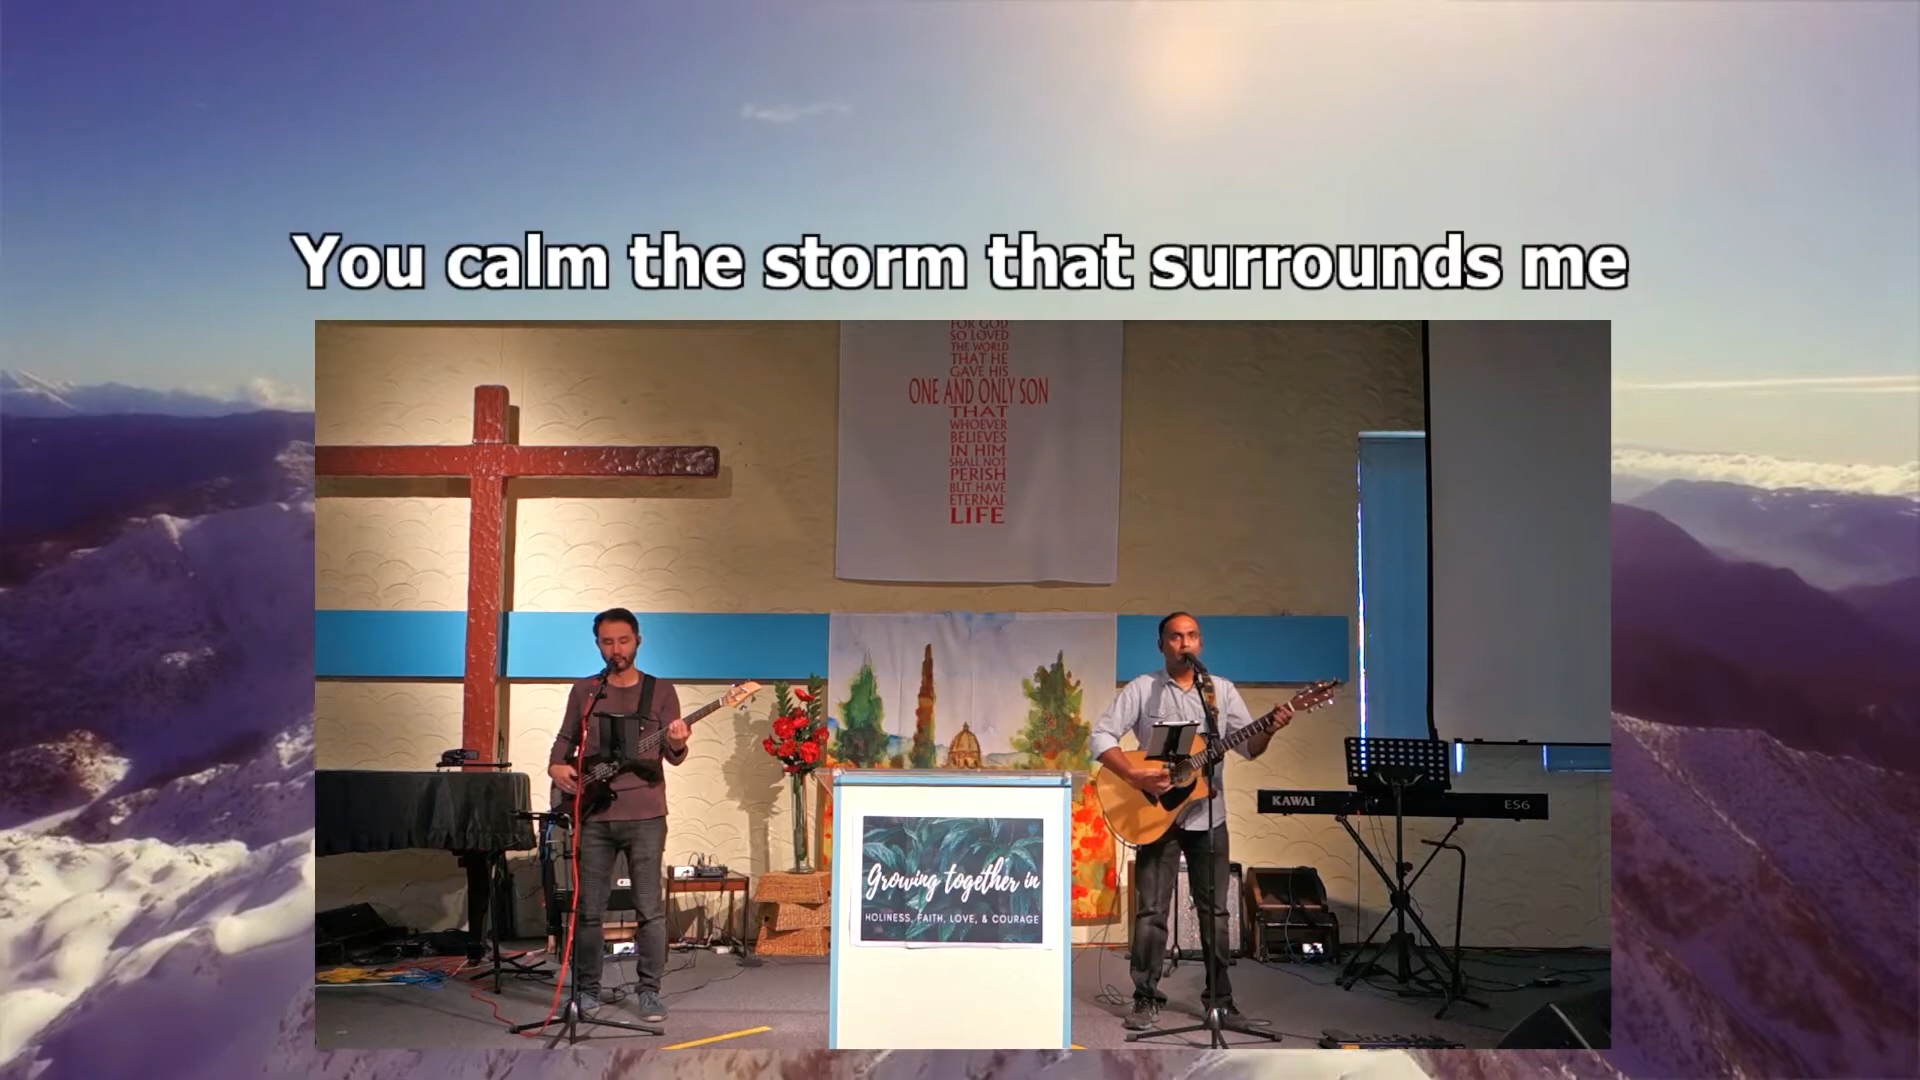 You calm the storm that surrounds me
FOR GOD
SO LOVED
THE WORLD
THAT HE
GAVE HIS
ONE AND ONLY SON
THAT
WHOEVER
BELIEVES
IN HIM
SHALL NOT
PERISH
BUT HAVE
ETERNAL
LIFE
KAWAI
ES6
Growing together in
HOLINESS, FAITH, LOVE, & COURAGE